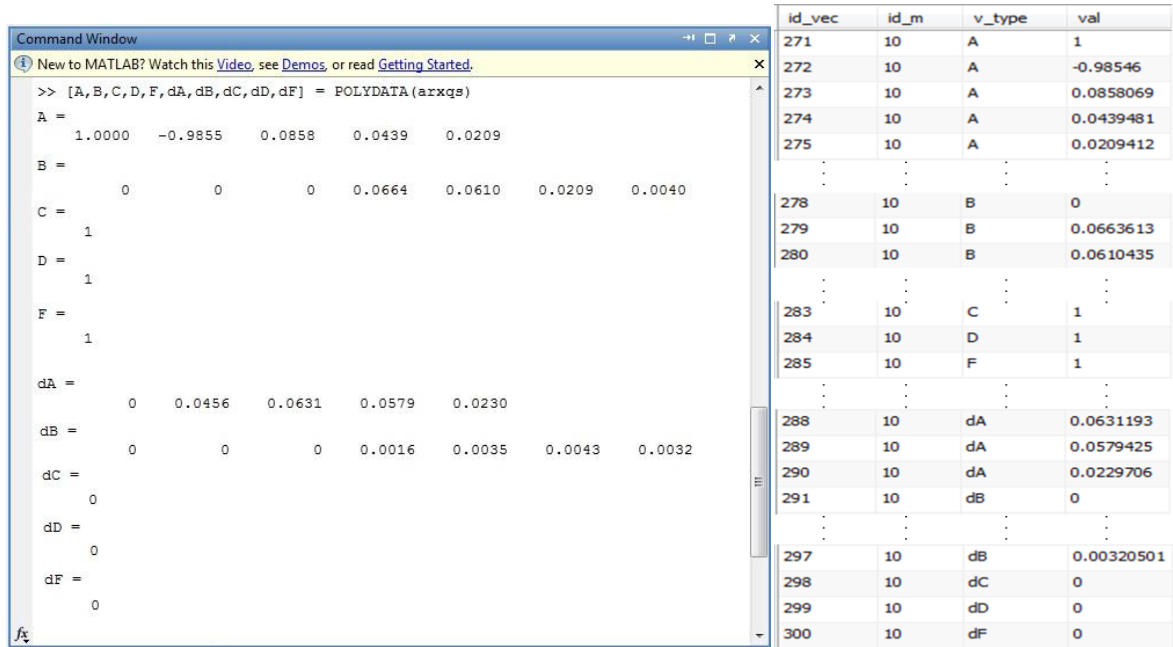 Command Window
New to MATLAB? Watch this Video, see Demos, or read Getting Started.
>> [A,B,C,D,F,dA,dB,dC,dD,dF] = POLYDATA(arxqs)
A =
1.0000 -0.9855 0.0858 0.0439 0.0209
B =
0 0 0 0.0664 0.0610 0.0209 0.0040
C =
1
D =
1
F =
1
dA =
0 0.0456 0.0631 0.0579 0.0230
dB =
0 0 0 0.0016 0.0035 0.0043 0.0032
dC =
0
dD =
0
dF =
0
fx
id_vec id_m v_type val
271 10 A 1
272 10 A -0.98546
273 10 A 0.0858069
274 10 A 0.0439481
275 10 A 0.0209412
278 10 B 0
279 10 B 0.0663613
280 10 B 0.0610435
283 10 C 1
284 10 D 1
285 10 F 1
288 10 dA 0.0631193
289 10 dA 0.0579425
290 10 dA 0.0229706
291 10 dB 0
297 10 dB 0.00320501
298 10 dC 0
299 10 dD 0
300 10 dF 0